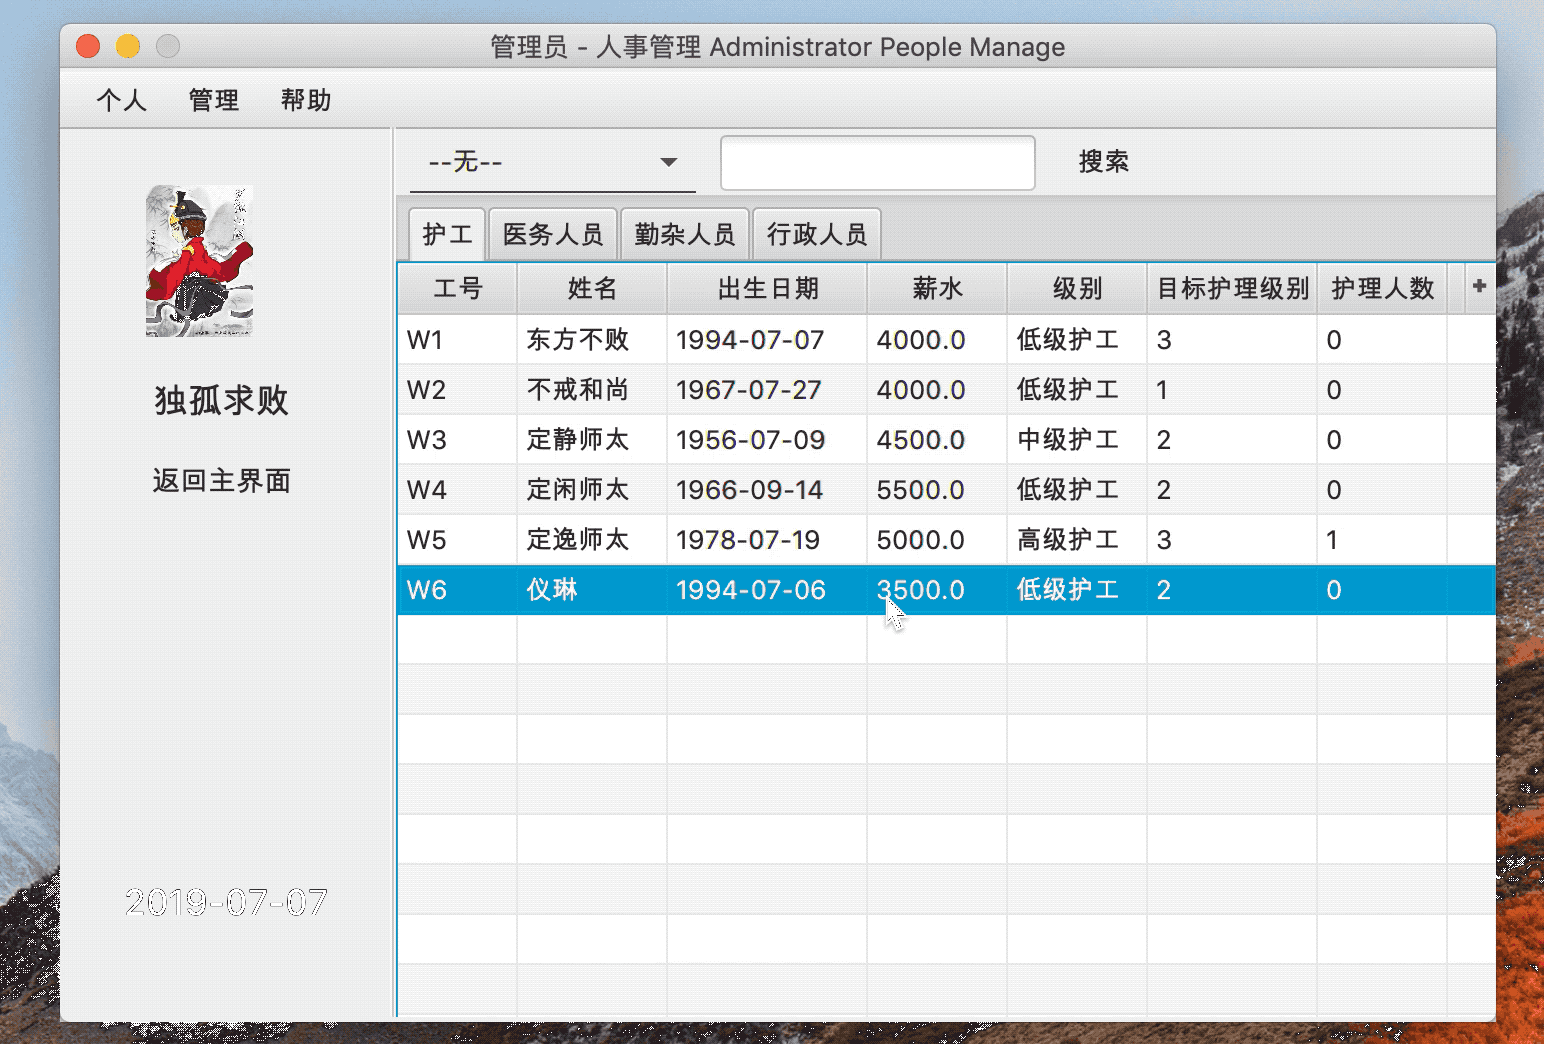 管理员 - 人事管理 Administrator People Manage
个人 管理 帮助
--无-- 搜索
护工 医务人员 勤杂人员 行政人员
工号 姓名 出生日期 薪水 级别 目标护理级别 护理人数 +
W1 东方不败 1994-07-07 4000.0 低级护工 3 0
W2 不戒和尚 1967-07-27 4000.0 低级护工 1 0
W3 定静师太 1956-07-09 4500.0 中级护工 2 0
W4 定闲师太 1966-09-14 5500.0 低级护工 2 0
W5 定逸师太 1978-07-19 5000.0 高级护工 3 1
W6 仪琳 1994-07-06 3500.0 低级护工 2 0
独孤求败
返回主界面
2019-07-07